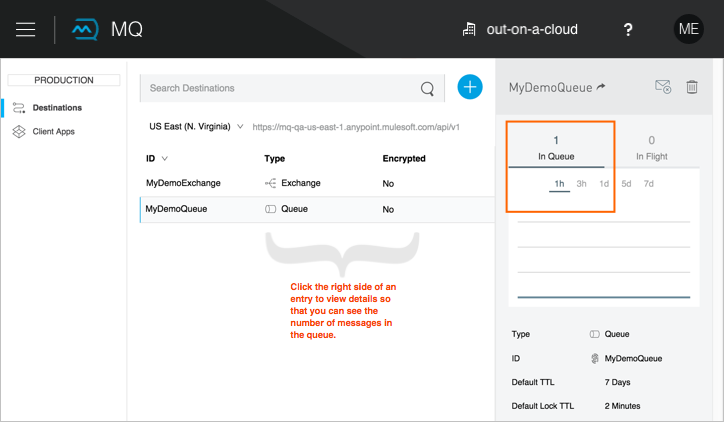 MQ
out-on-a-cloud
?
ME
PRODUCTION
Destinations
Client Apps
Search Destinations
US East (N. Virginia)
https://mq-qa-us-east-1.anypoint.mulesoft.com/api/v1
ID Type Encrypted
MyDemoExchange Exchange No
MyDemoQueue Queue No
Click the right side of an
entry to view details so
that you can see the
number of messages in
the queue.
MyDemoQueue
1 0
In Queue In Flight
1h 3h 1d 5d 7d
Type Queue
ID MyDemoQueue
Default TTL 7 Days
Default Lock TTL 2 Minutes